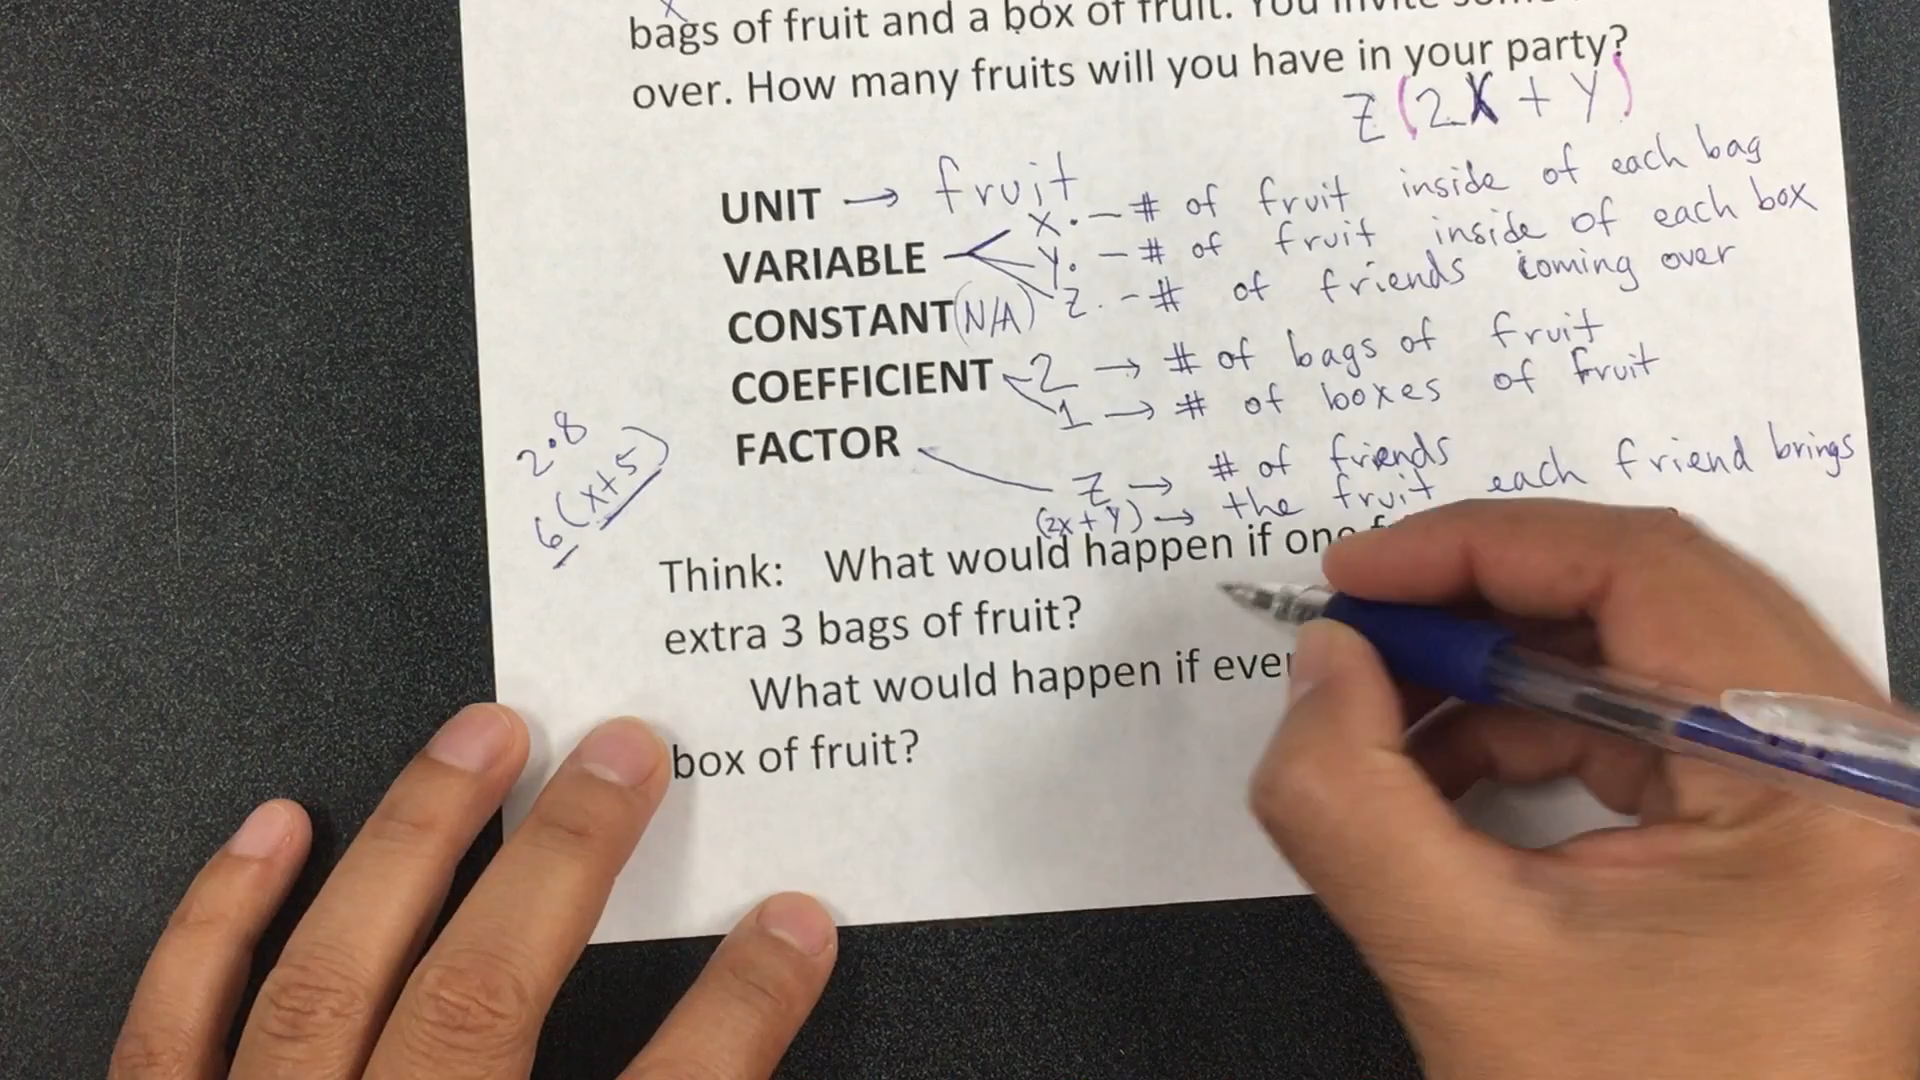 x
bags of fruit and a box of fruit. You invite
over. How many fruits will you have in your party?
Z(2X + Y)
UNIT → fruit
VARIABLE
X. – # of fruit inside of each bag
Y. – # of fruit inside of each box
Z. – # of friends coming over
CONSTANT (N/A)
COEFFICIENT
2 → # of bags of fruit
1 → # of boxes of fruit
FACTOR
Z → # of friends
(2x + Y) → the fruit each friend brings
2.8
6(x+5)
Think: What would happen if one
extra 3 bags of fruit?
What would happen if
box of fruit?